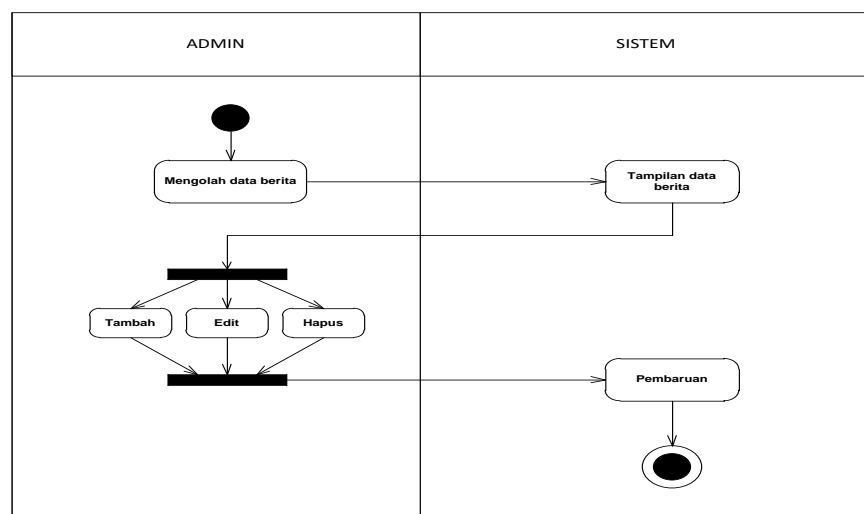 ADMIN
SISTEM
Mengolah data berita
Tampilan data
berita
Tambah
Edit
Hapus
Pembaruan